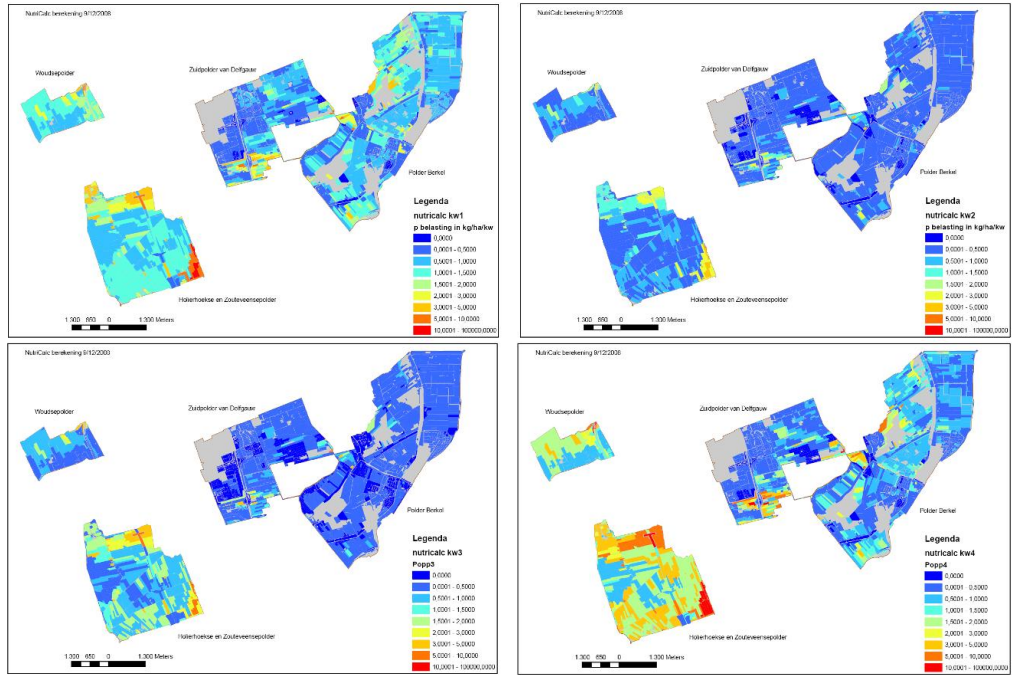 NutriCalc berekening 9/12/2008
Woudsepolder
Zuidpolder van Delfgauw
Polder Berkel
Holierhoekse en Zouteveensepolder
Legenda
nutricalc kw1
p belasting in kg/ha/kw
0,0000
0,0001 - 0,5000
0,5001 - 1,0000
1,0001 - 1,5000
1,5001 - 2,0000
2,0001 - 3,0000
3,0001 - 5,0000
5,0001 - 10,0000
10,0001 - 100000,0000
1.300 650 0 1.300 Meters
NutriCalc berekening 9/12/2008
Woudsepolder
Zuidpolder van Delfgauw
Polder Berkel
Holierhoekse en Zouteveensepolder
Legenda
nutricalc kw2
p belasting in kg/ha/kw
0,0000
0,0001 - 0,5000
0,5001 - 1,0000
1,0001 - 1,5000
1,5001 - 2,0000
2,0001 - 3,0000
3,0001 - 5,0000
5,0001 - 10,0000
10,0001 - 100000,0000
1.300 650 0 1.300 Meters
NutriCalc berekening 9/12/2008
Woudsepolder
Zuidpolder van Delfgauw
Polder Berkel
Holierhoekse en Zouteveensepolder
Legenda
nutricalc kw3
Popp3
0,0000
0,0001 - 0,5000
0,5001 - 1,0000
1,0001 - 1,5000
1,5001 - 2,0000
2,0001 - 3,0000
3,0001 - 5,0000
5,0001 - 10,0000
10,0001 - 100000,0000
1.300 650 0 1.300 Meters
NutriCalc berekening 9/12/2008
Woudsepolder
Zuidpolder van Delfgauw
Polder Berkel
Holierhoekse en Zouteveensepolder
Legenda
nutricalc kw4
Popp4
0,0000
0,0001 - 0,5000
0,5001 - 1,0000
1,0001 - 1,5000
1,5001 - 2,0000
2,0001 - 3,0000
3,0001 - 5,0000
5,0001 - 10,0000
10,0001 - 100000,0000
1.300 650 0 1.300 Meters